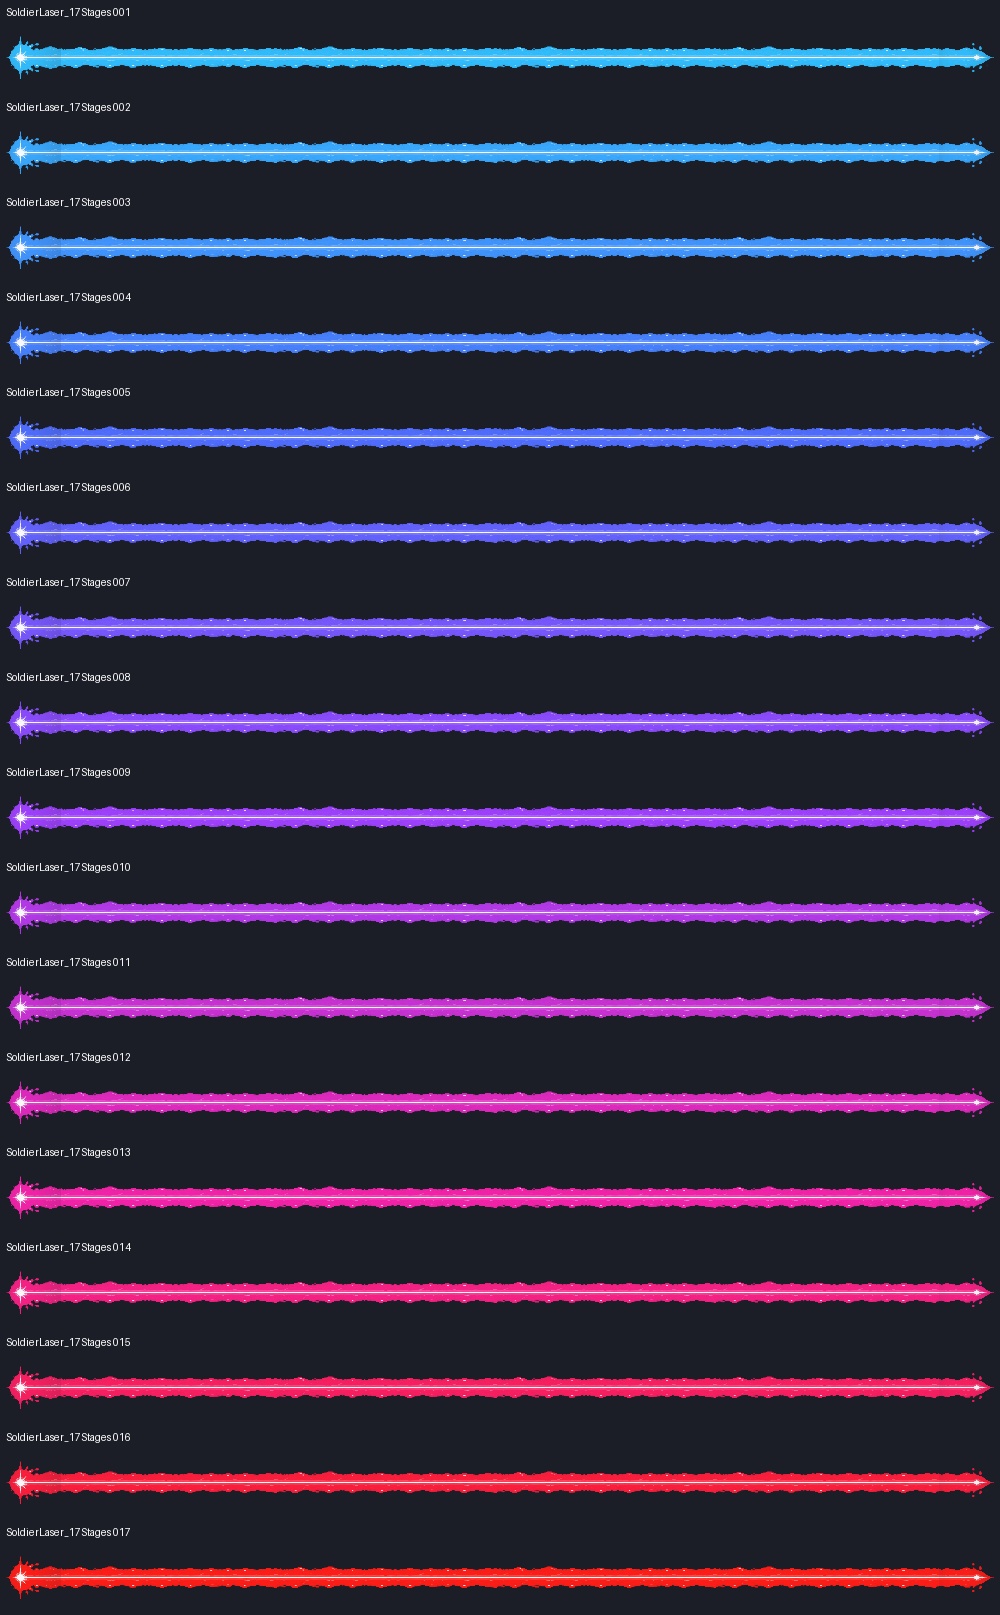 SoldierLaser_17Stages001
SoldierLaser_17Stages002
SoldierLaser_17Stages003
SoldierLaser_17Stages004
SoldierLaser_17Stages005
SoldierLaser_17Stages006
SoldierLaser_17Stages007
SoldierLaser_17Stages008
SoldierLaser_17Stages009
SoldierLaser_17Stages010
SoldierLaser_17Stages011
SoldierLaser_17Stages012
SoldierLaser_17Stages013
SoldierLaser_17Stages014
SoldierLaser_17Stages015
SoldierLaser_17Stages016
SoldierLaser_17Stages017